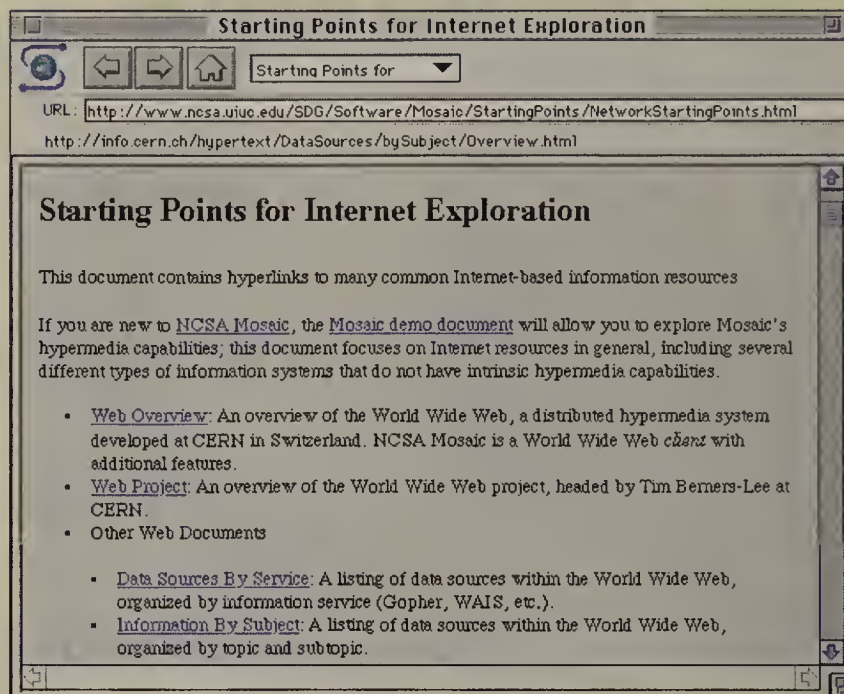 Starting Points for Internet Exploration
Starting Points for
URL: http://www.ncsa.uiuc.edu/SDG/Software/Mosaic/StartingPoints/NetworkStartingPoints.html
http://info.cern.ch/hypertext/DataSources/bySubject/Overview.html
Starting Points for Internet Exploration
This document contains hyperlinks to many common Internet-based information resources
If you are new to NCSA Mosaic, the Mosaic demo document will allow you to explore Mosaic's
hypermedia capabilities; this document focuses on Internet resources in general, including several
different types of information systems that do not have intrinsic hypermedia capabilities.
• Web Overview: An overview of the World Wide Web, a distributed hypermedia system
developed at CERN in Switzerland. NCSA Mosaic is a World Wide Web client with
additional features.
• Web Project: An overview of the World Wide Web project, headed by Tim Berners-Lee at
CERN.
• Other Web Documents
▪ Data Sources By Service: A listing of data sources within the World Wide Web,
organized by information service (Gopher, WAIS, etc.).
▪ Information By Subject: A listing of data sources within the World Wide Web,
organized by topic and subtopic.